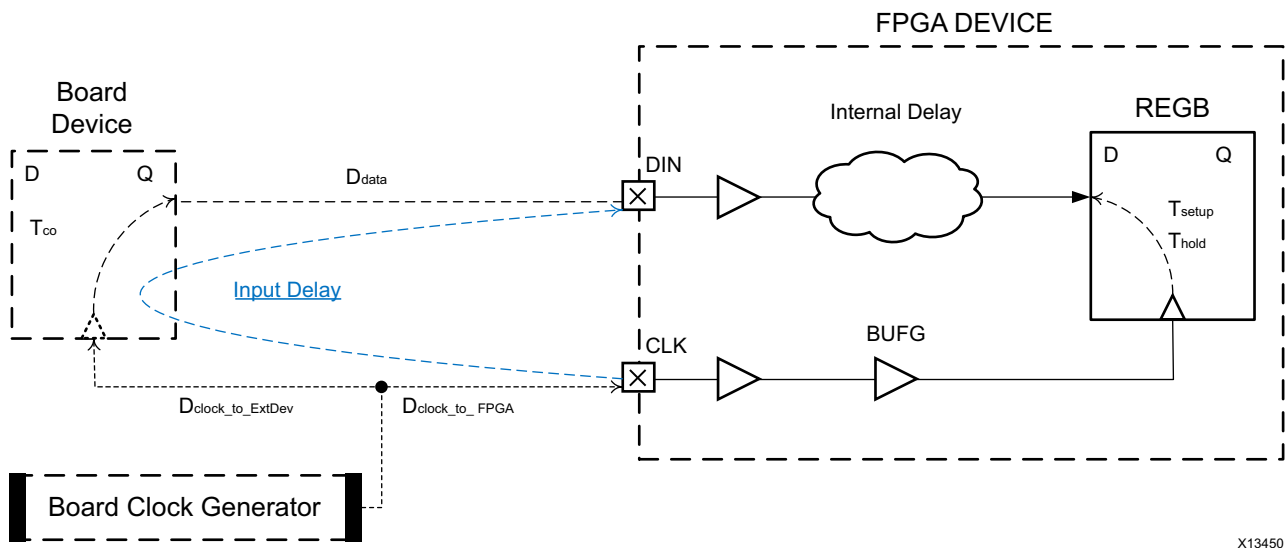 FPGA DEVICE
Board
Device
D
Q
Tco
Ddata
Input Delay
DIN
Internal Delay
REGB
D
Q
Tsetup
Thold
CLK
BUFG
Dclock_to_ExtDev
Dclock_to_ FPGA
Board Clock Generator
X13450